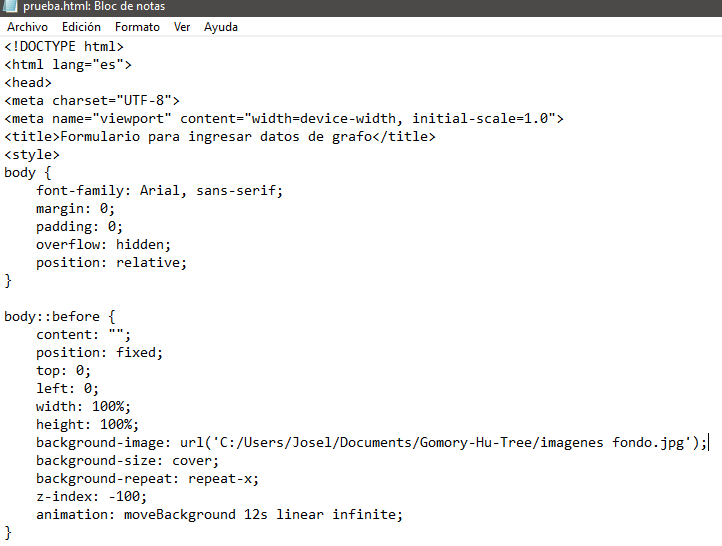 prueba.html: Bloc de notas
Archivo Edición Formato Ver Ayuda
<!DOCTYPE html>
<html lang="es">
<head>
<meta charset="UTF-8">
<meta name="viewport" content="width=device-width, initial-scale=1.0">
<title>Formulario para ingresar datos de grafo</title>
<style>
body {
    font-family: Arial, sans-serif;
    margin: 0;
    padding: 0;
    overflow: hidden;
    position: relative;
}

body::before {
    content: "";
    position: fixed;
    top: 0;
    left: 0;
    width: 100%;
    height: 100%;
    background-image: url('C:/Users/Josel/Documents/Gomory-Hu-Tree/imagenes fondo.jpg');
    background-size: cover;
    background-repeat: repeat-x;
    z-index: -100;
    animation: moveBackground 12s linear infinite;
}